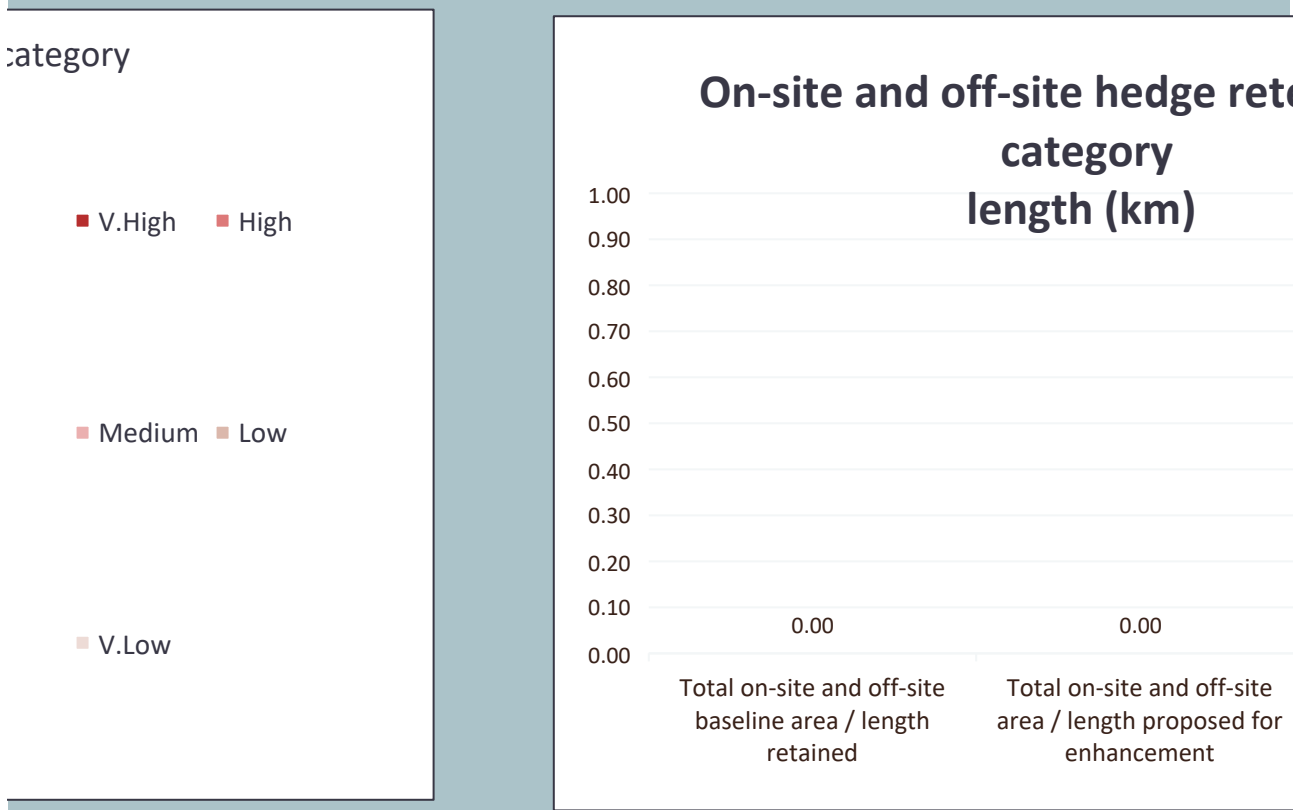 category
V.High High
Medium Low
V.Low
On-site and off-site hedge
category
length (km)
1.00
0.90
0.80
0.70
0.60
0.50
0.40
0.30
0.20
0.10
0.00
0.00 0.00
Total on-site and off-site
baseline area / length
retained
Total on-site and off-site
area / length proposed for
enhancement